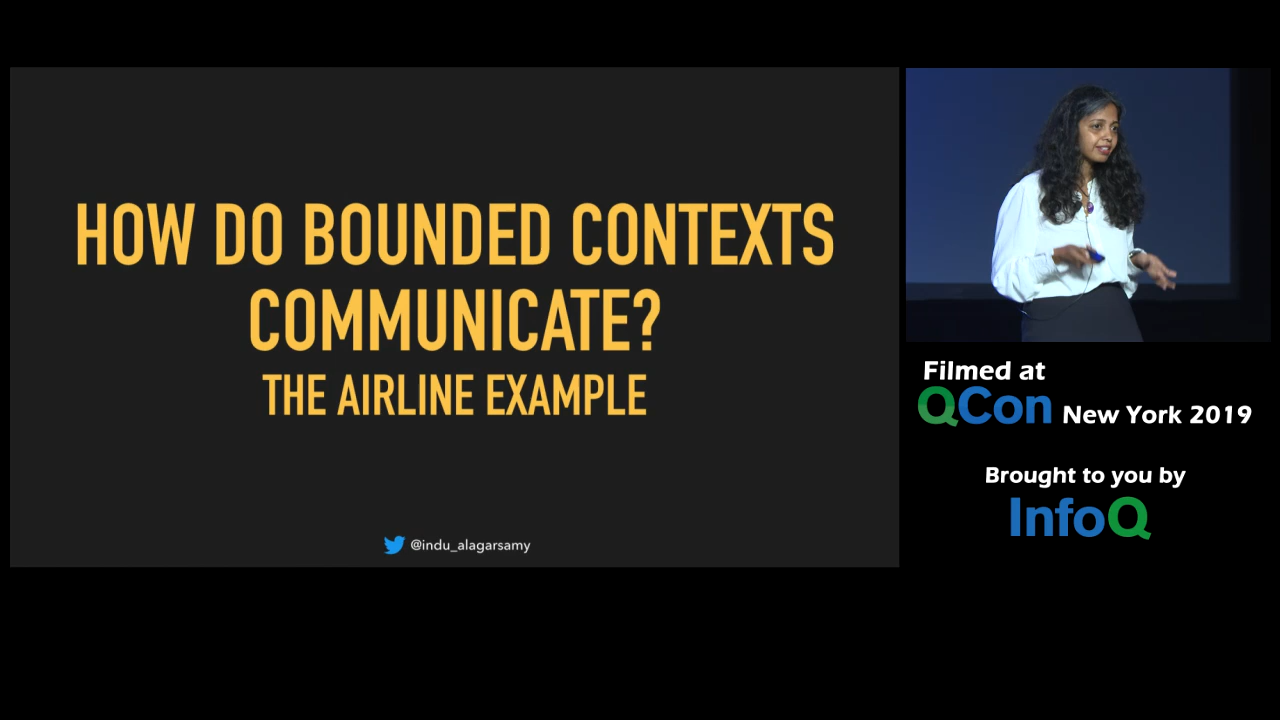 HOW DO BOUNDED CONTEXTS
COMMUNICATE?
THE AIRLINE EXAMPLE
@indu_alagarsamy
Filmed at
QCon New York 2019
Brought to you by
InfoQ